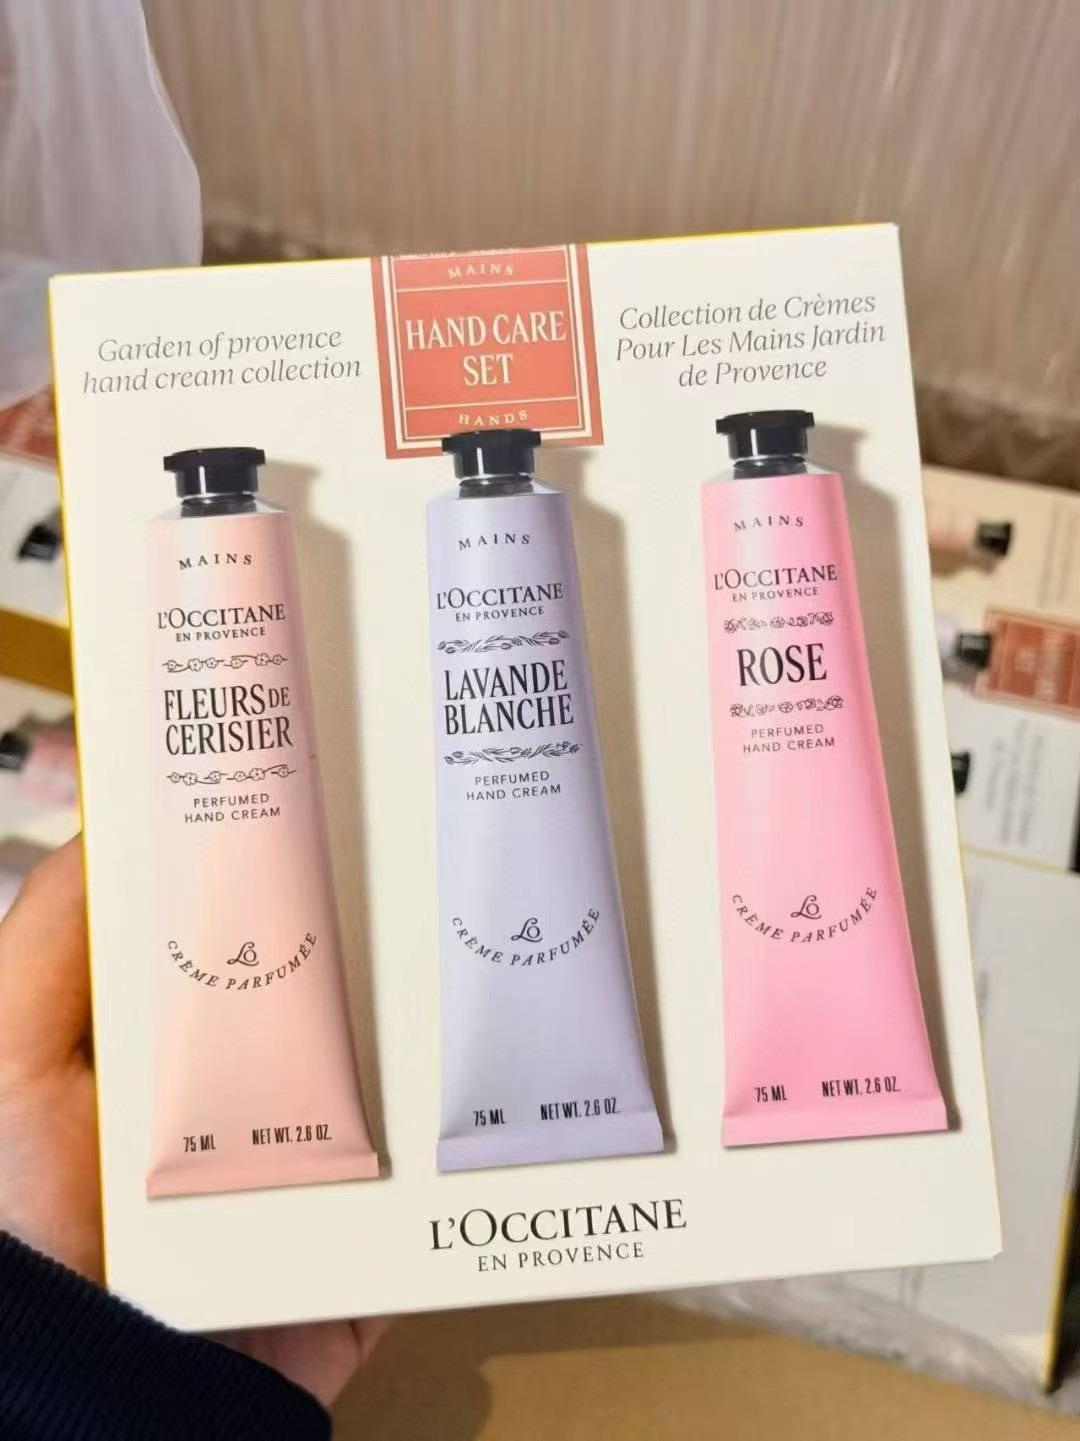 Garden of provence
hand cream collection
MAINS
HAND CARE
SET
HANDS
Collection de Crèmes
Pour Les Mains Jardin
de Provence
MAINS
L'OCCITANE
EN PROVENCE
FLEURS DE
CERISIER
PERFUMED
HAND CREAM
LÔ
CRÈME PARFUMÉE
75 ML NET WT. 2.6 OZ.
MAINS
L'OCCITANE
EN PROVENCE
LAVANDE
BLANCHE
PERFUMED
HAND CREAM
LÔ
CRÈME PARFUMÉE
75 ML NET WT. 2.6 OZ.
MAINS
L'OCCITANE
EN PROVENCE
ROSE
PERFUMED
HAND CREAM
LÔ
CRÈME PARFUMÉE
75 ML NET WT. 2.6 OZ.
L'OCCITANE
EN PROVENCE